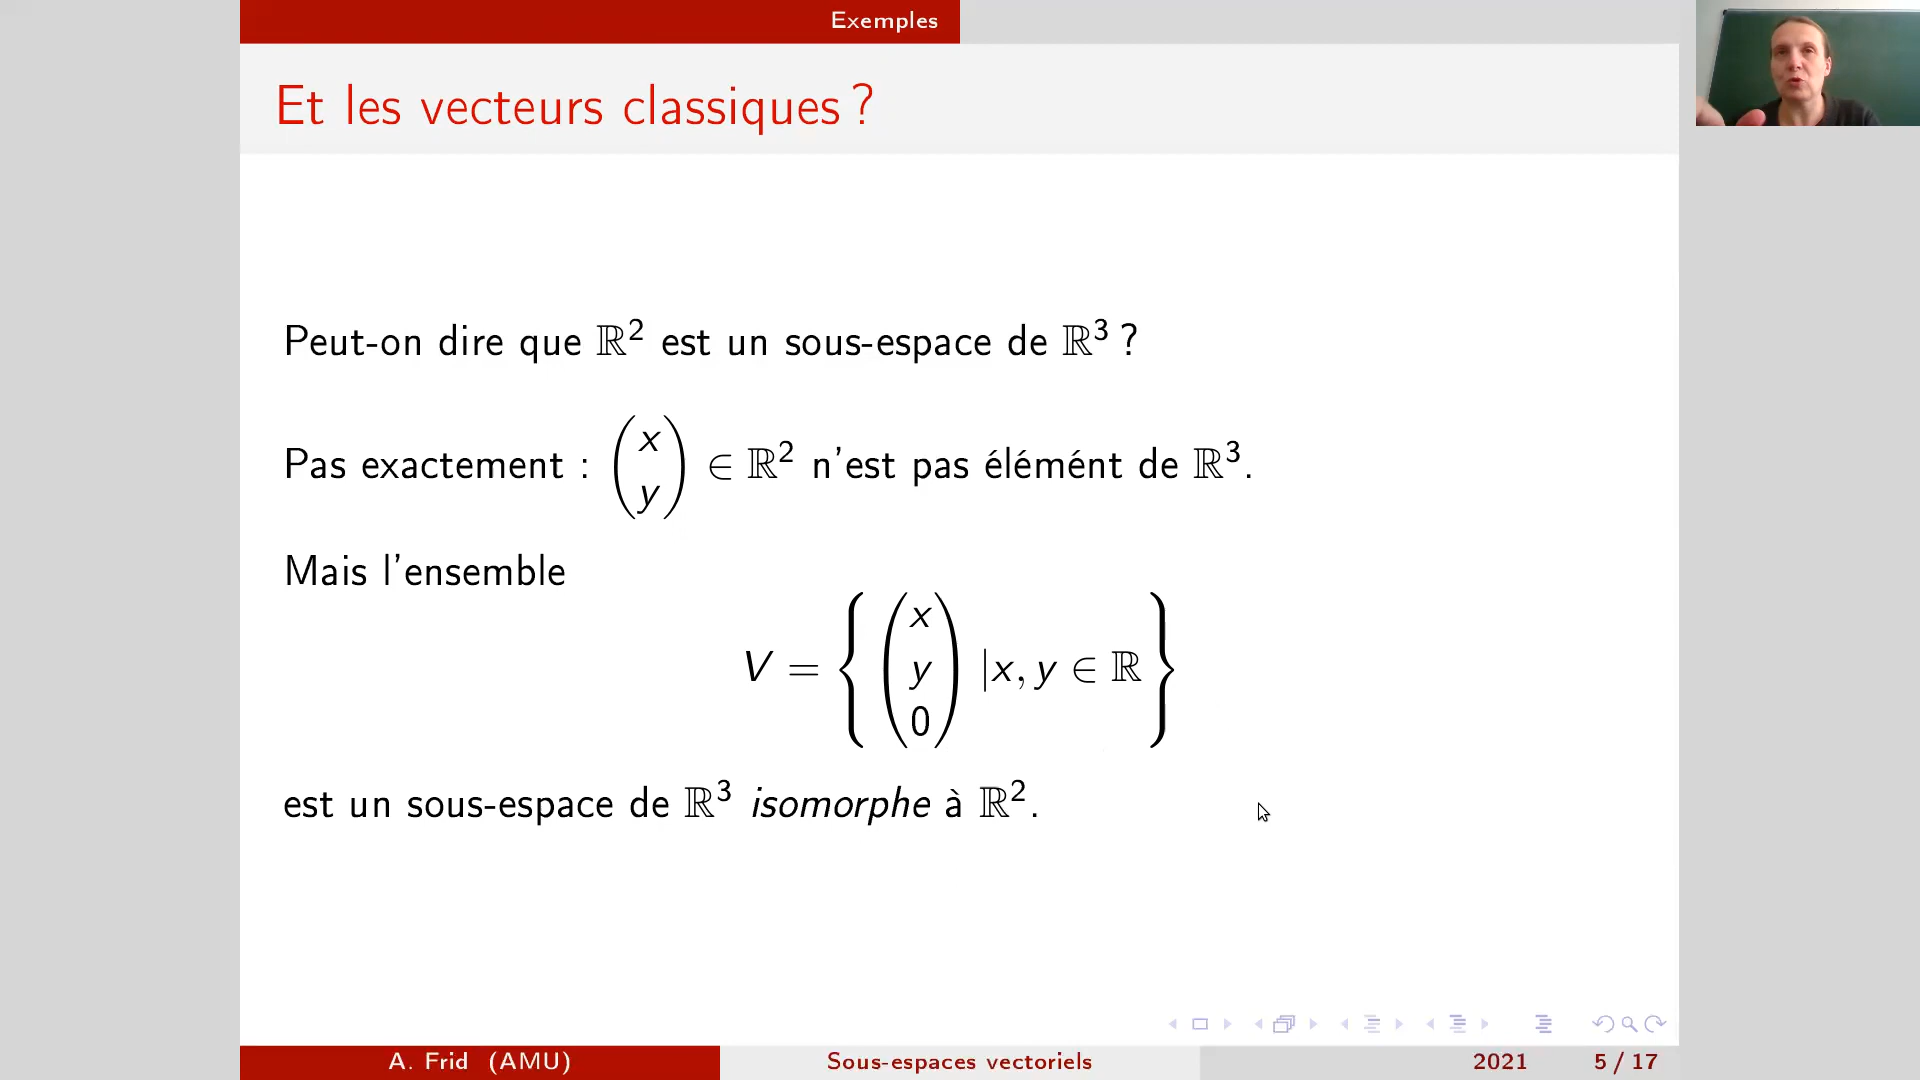 Exemples
Et les vecteurs classiques ?
Peut-on dire que ℝ² est un sous-espace de ℝ³ ?
Pas exactement : (x y) ∈ ℝ² n'est pas élémént de ℝ³.
Mais l'ensemble
V = { (x y 0) | x, y ∈ ℝ }
est un sous-espace de ℝ³ isomorphe à ℝ².
A. Frid (AMU) Sous-espaces vectoriels 2021 5 / 17